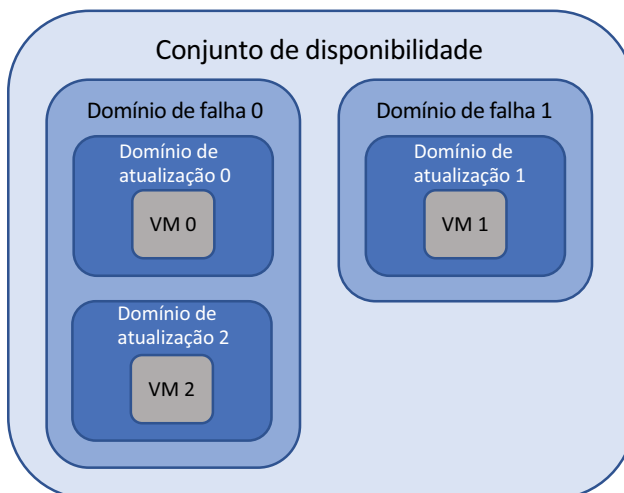 Conjunto de disponibilidade
Domínio de falha 0
Domínio de
atualização 0
VM 0
Domínio de
atualização 2
VM 2
Domínio de falha 1
Domínio de
atualização 1
VM 1